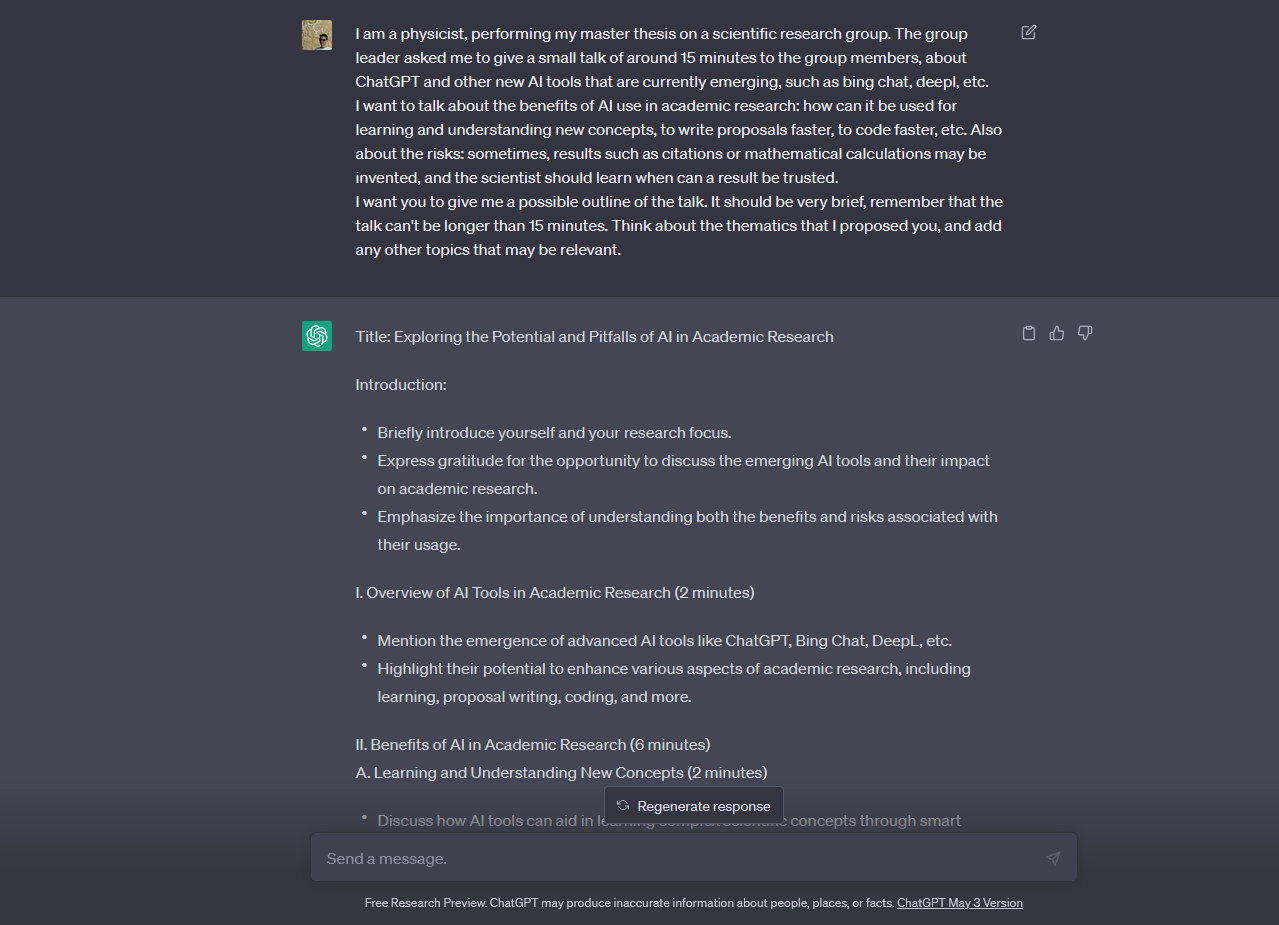 I am a physicist, performing my master thesis on a scientific research group. The group
leader asked me to give a small talk of around 15 minutes to the group members, about
ChatGPT and other new AI tools that are currently emerging, such as bing chat, deepl, etc.
I want to talk about the benefits of AI use in academic research: how can it be used for
learning and understanding new concepts, to write proposals faster, to code faster, etc. Also
about the risks: sometimes, results such as citations or mathematical calculations may be
invented, and the scientist should learn when can a result be trusted.
I want you to give me a possible outline of the talk. It should be very brief, remember that the
talk can't be longer than 15 minutes. Think about the thematics that I proposed you, and add
any other topics that may be relevant.
Title: Exploring the Potential and Pitfalls of AI in Academic Research
Introduction:
• Briefly introduce yourself and your research focus.
• Express gratitude for the opportunity to discuss the emerging AI tools and their impact
on academic research.
• Emphasize the importance of understanding both the benefits and risks associated with
their usage.
I. Overview of AI Tools in Academic Research (2 minutes)
• Mention the emergence of advanced AI tools like ChatGPT, Bing Chat, DeepL, etc.
• Highlight their potential to enhance various aspects of academic research, including
learning, proposal writing, coding, and more.
II. Benefits of AI in Academic Research (6 minutes)
A. Learning and Understanding New Concepts (2 minutes)
Regenerate response
• Discuss how AI tools can aid in learning complex scientific concepts through smart
Send a message.
Free Research Preview. ChatGPT may produce inaccurate information about people, places, or facts. ChatGPT May 3 Version